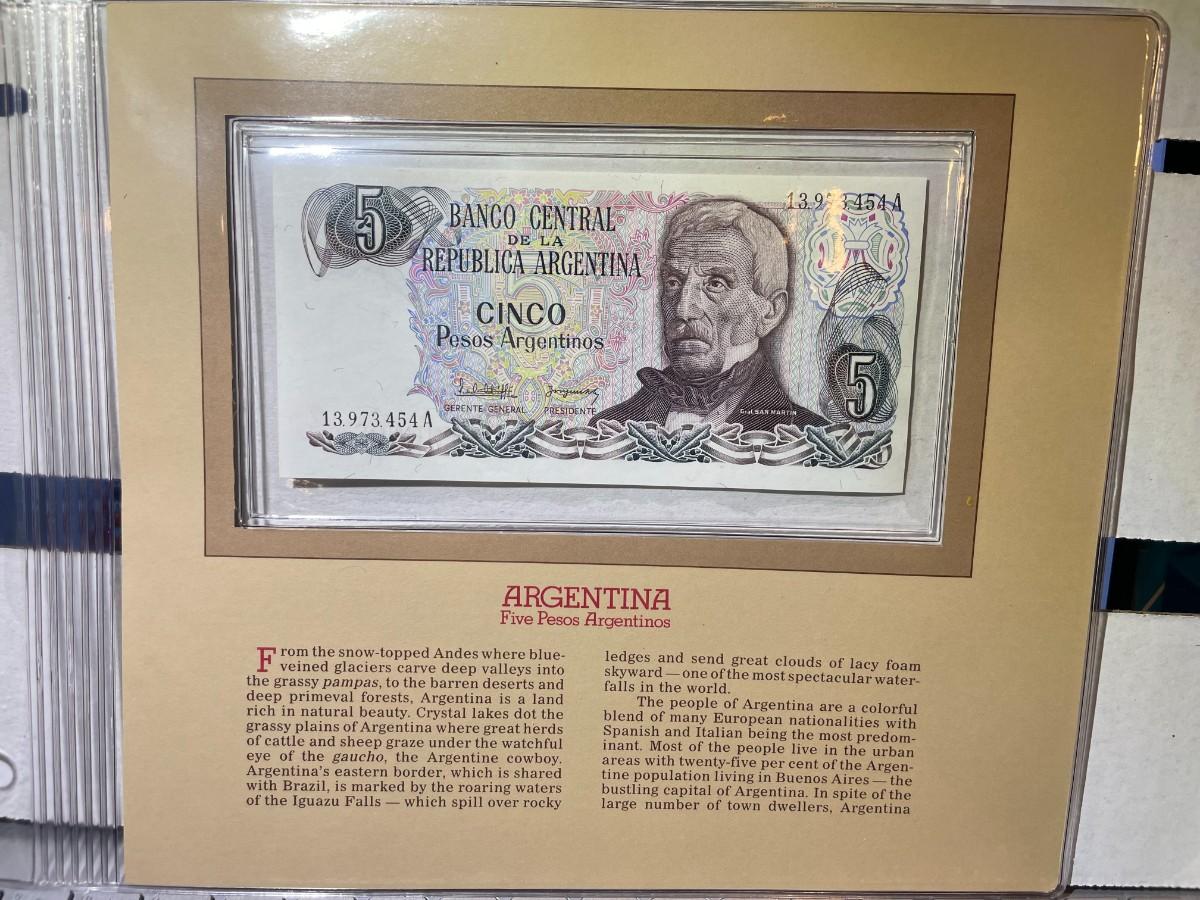 5
13.973.454 A
BANCO CENTRAL
DE LA
REPUBLICA ARGENTINA
CINCO
Pesos Argentinos
GERENTE GENERAL PRESIDENTE
13.973.454 A
Gral. SAN MARTIN
5
ARGENTINA
Five Pesos Argentinos
From the snow-topped Andes where blue-
veined glaciers carve deep valleys into
the grassy pampas, to the barren deserts and
deep primeval forests, Argentina is a land
rich in natural beauty. Crystal lakes dot the
grassy plains of Argentina where great herds
of cattle and sheep graze under the watchful
eye of the gaucho, the Argentine cowboy.
Argentina's eastern border, which is shared
with Brazil, is marked by the roaring waters
of the Iguazu Falls — which spill over rocky
ledges and send great clouds of lacy foam
skyward — one of the most spectacular water-
falls in the world.
The people of Argentina are a colorful
blend of many European nationalities with
Spanish and Italian being the most predom-
inant. Most of the people live in the urban
areas with twenty-five per cent of the Argen-
tine population living in Buenos Aires — the
bustling capital of Argentina. In spite of the
large number of town dwellers, Argentina